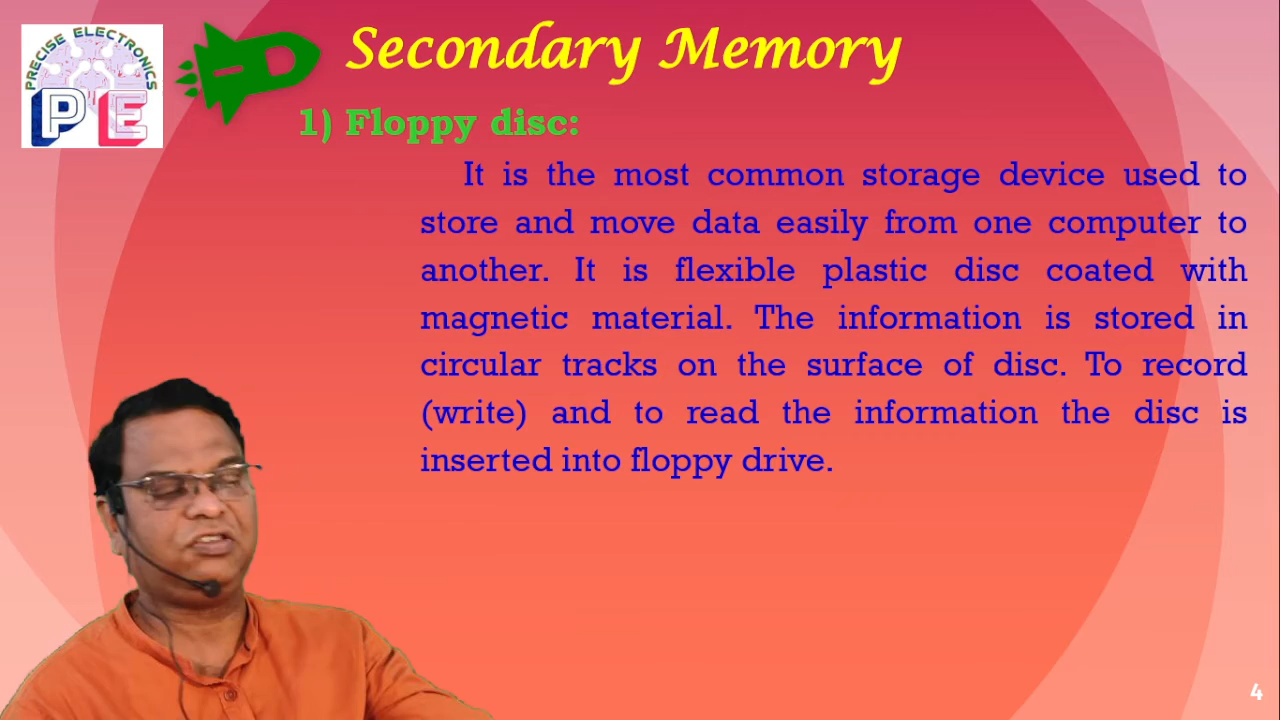 PRECISE ELECTRONICS
PE
Secondary Memory
1) Floppy disc:
It is the most common storage device used to
store and move data easily from one computer to
another. It is flexible plastic disc coated with
magnetic material. The information is stored in
circular tracks on the surface of disc. To record
(write) and to read the information the disc is
inserted into floppy drive.
4